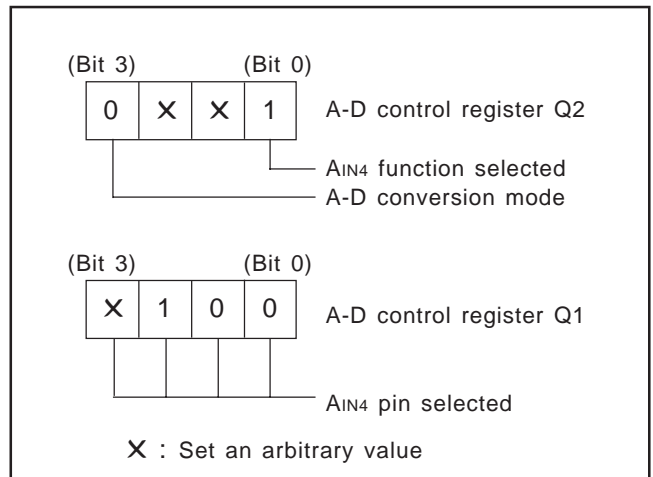 (Bit 3) (Bit 0)
0 ✕ ✕ 1 A-D control register Q2
AIN4 function selected
A-D conversion mode
(Bit 3) (Bit 0)
✕ 1 0 0 A-D control register Q1
AIN4 pin selected
✕ : Set an arbitrary value